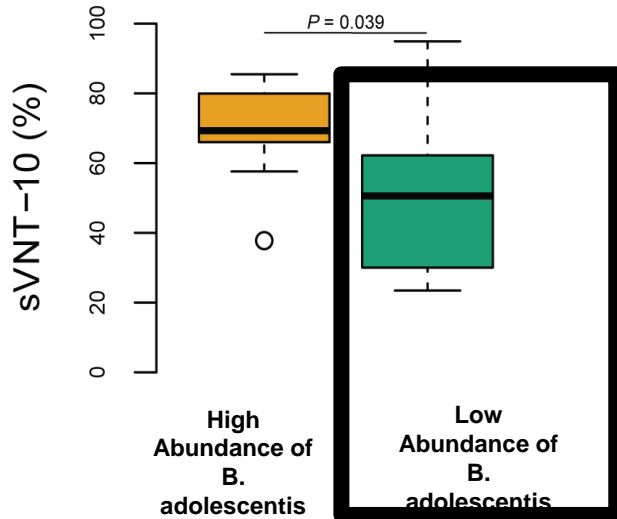 P = 0.039
sVNT−10 (%)
100
80
60
40
20
0
High
Abundance of
B.
adolescentis
Low
Abundance of
B.
adolescentis